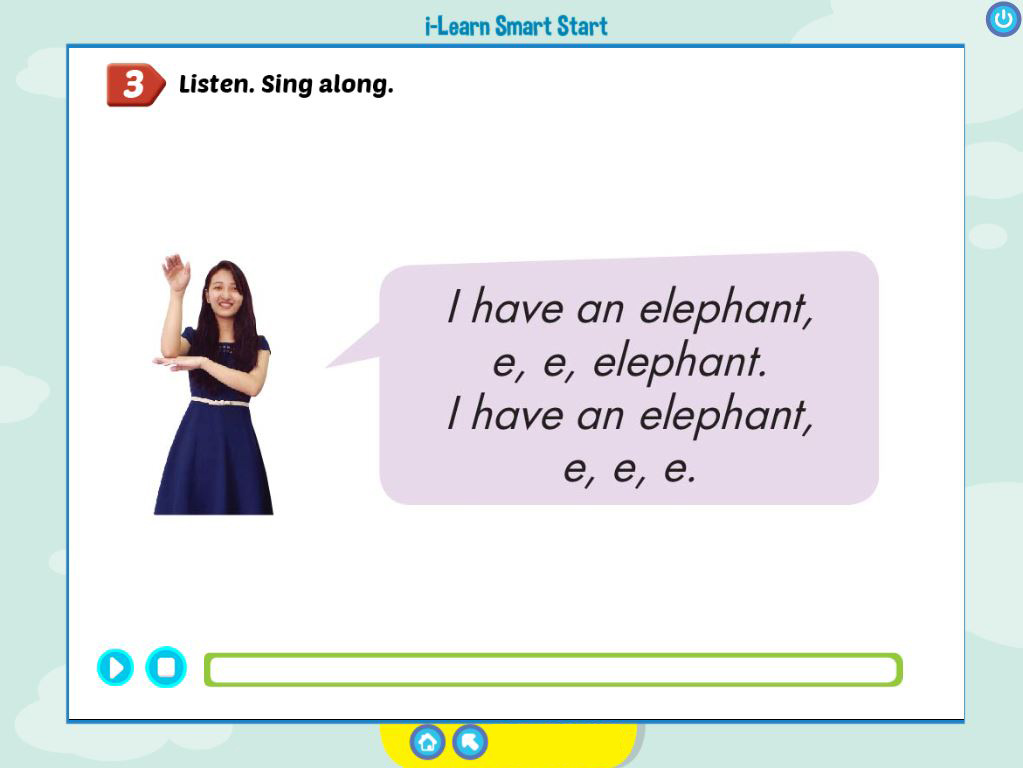 i-Learn Smart Start
3 Listen. Sing along.
I have an elephant,
e, e, elephant.
I have an elephant,
e, e, e.